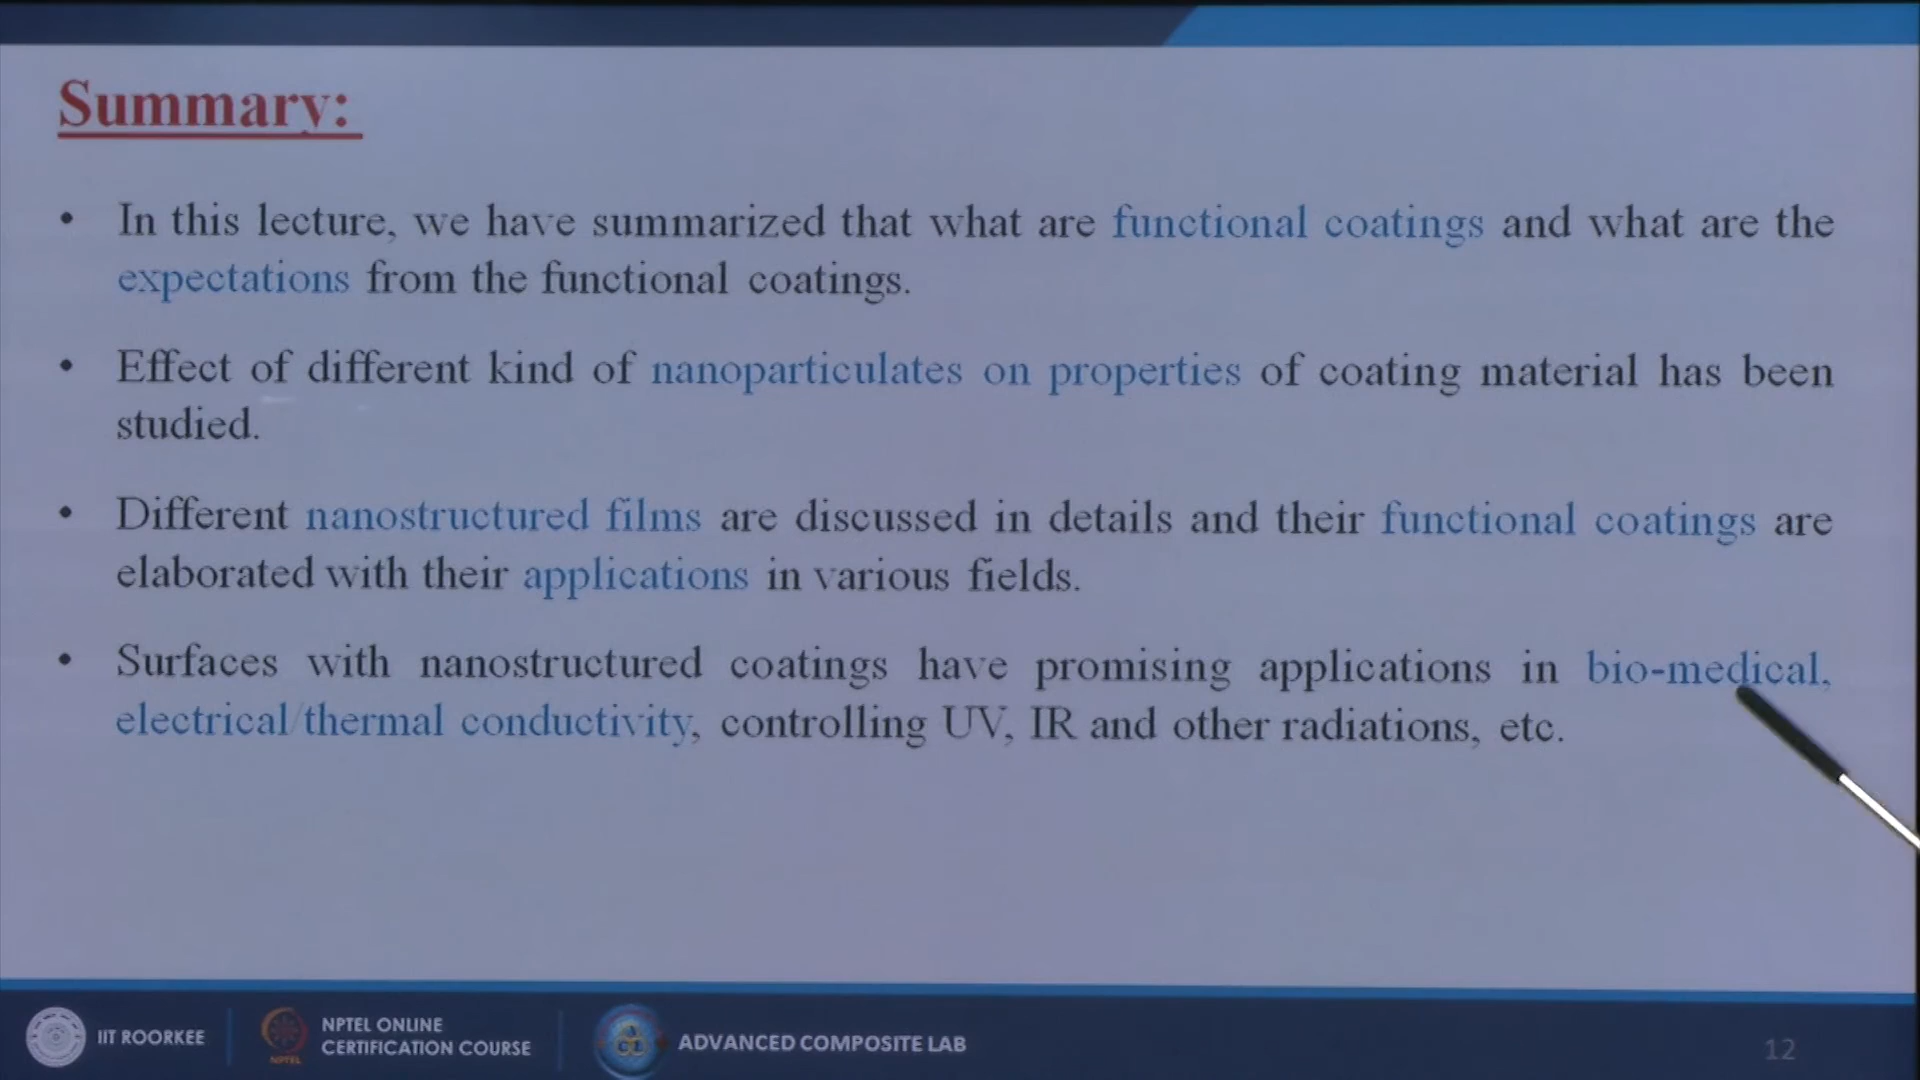 Summary:
• In this lecture, we have summarized that what are functional coatings and what are the
expectations from the functional coatings.
• Effect of different kind of nanoparticulates on properties of coating material has been
studied.
• Different nanostructured films are discussed in details and their functional coatings are
elaborated with their applications in various fields.
• Surfaces with nanostructured coatings have promising applications in bio-medical,
electrical/thermal conductivity, controlling UV, IR and other radiations, etc.
IIT ROORKEE
NPTEL
NPTEL ONLINE
CERTIFICATION COURSE
ADVANCED COMPOSITE LAB
12